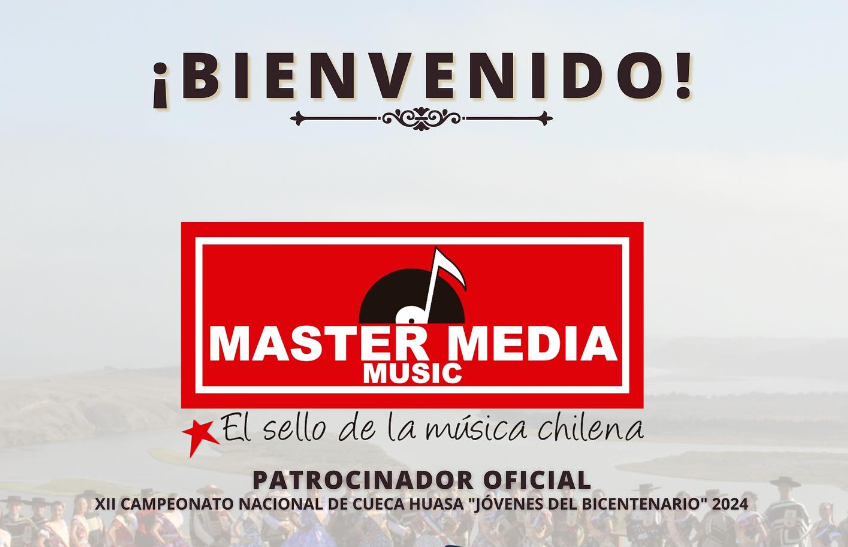 ¡BIENVENIDO!
MASTER MEDIA
MUSIC
El sello de la música chilena
PATROCINADOR OFICIAL
XII CAMPEONATO NACIONAL DE CUECA HUASA "JÓVENES DEL BICENTENARIO" 2024